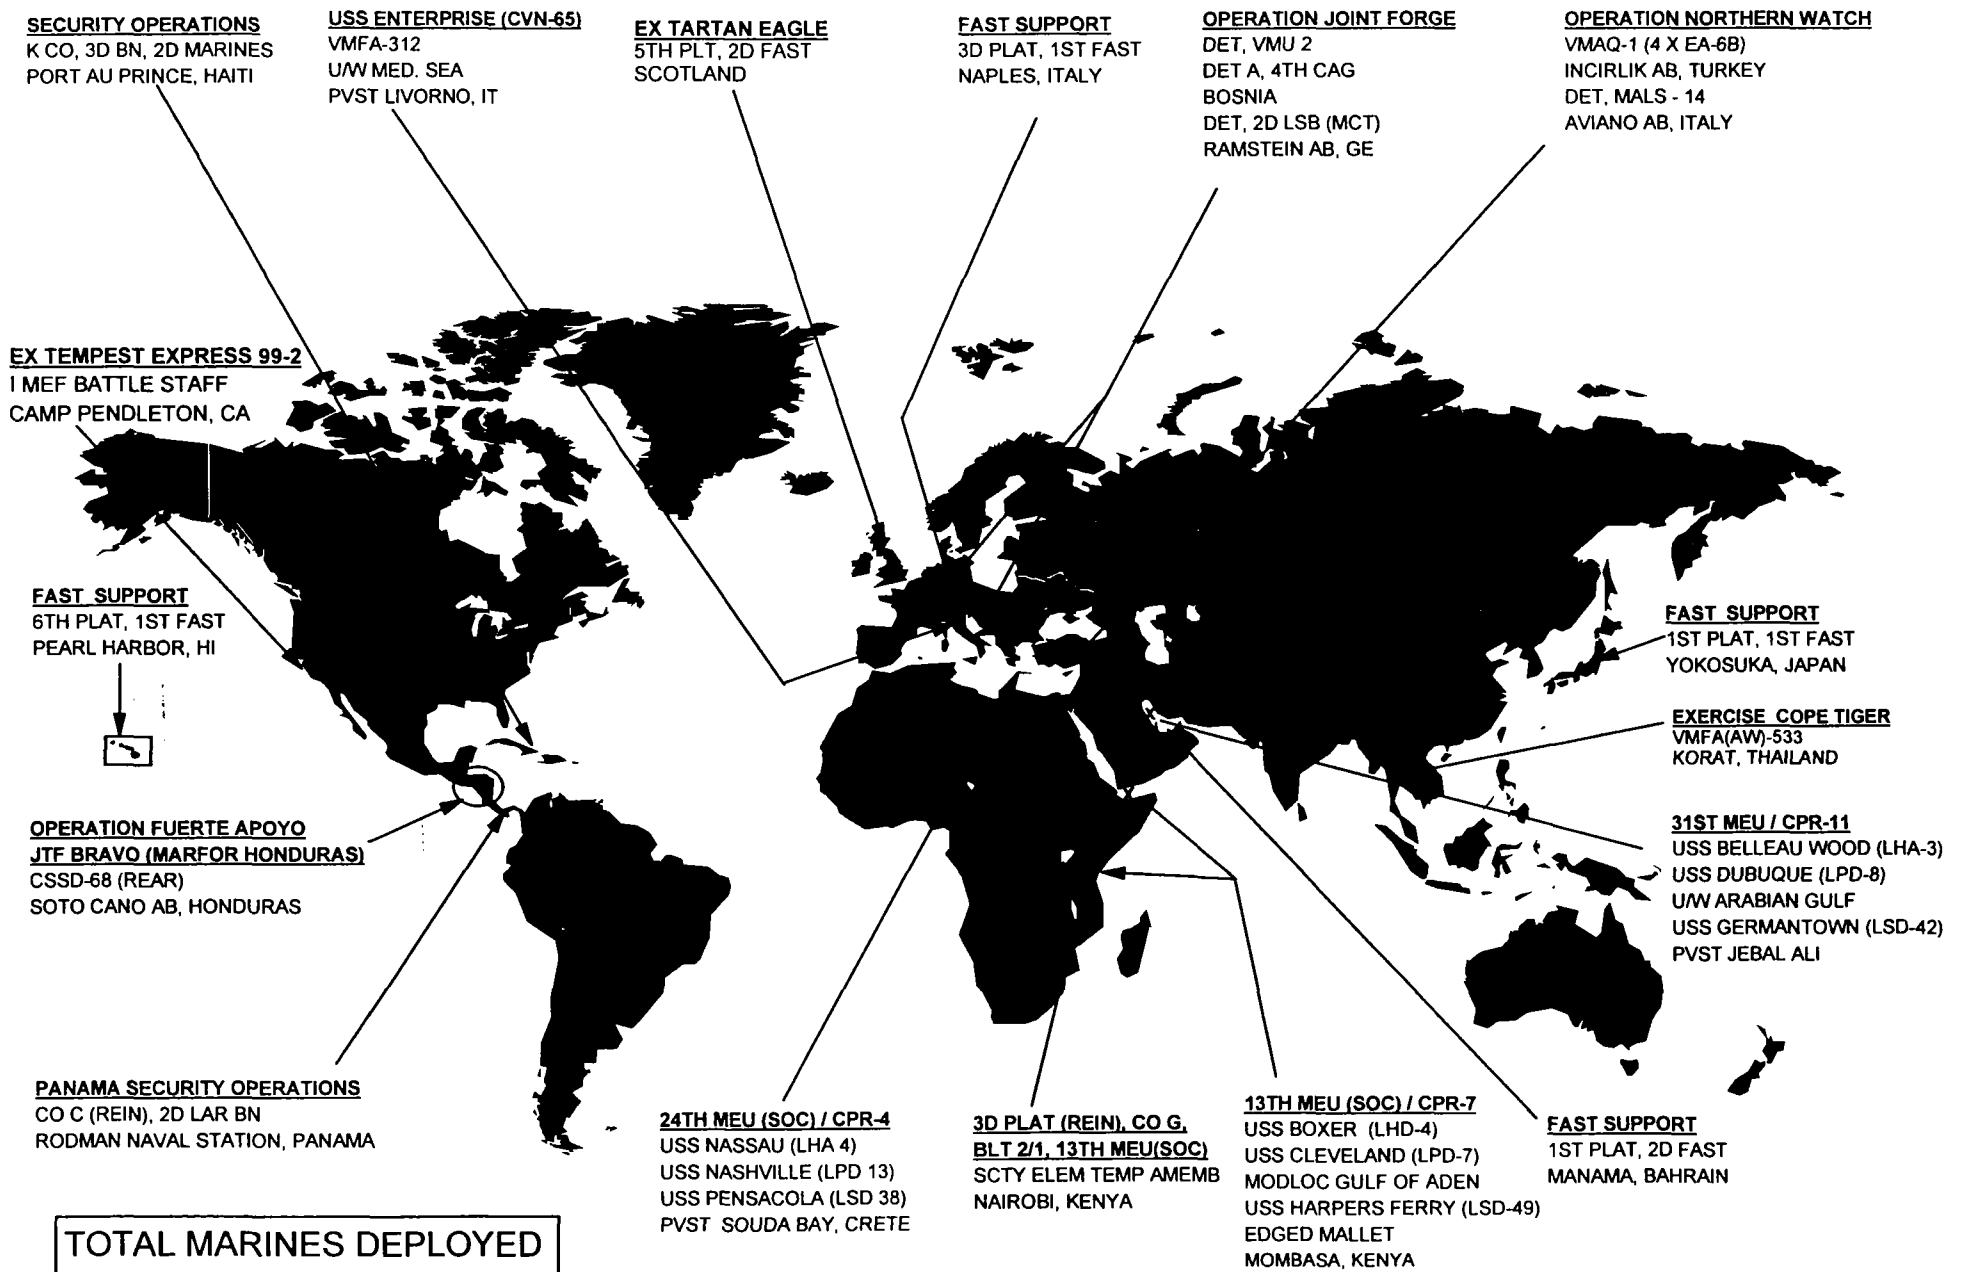 SECURITY OPERATIONS
K CO, 3D BN, 2D MARINES
PORT AU PRINCE, HAITI
USS ENTERPRISE (CVN-65)
VMFA-312
U/W MED. SEA
PVST LIVORNO, IT
EX TARTAN EAGLE
5TH PLT, 2D FAST
SCOTLAND
FAST SUPPORT
3D PLAT, 1ST FAST
NAPLES, ITALY
OPERATION JOINT FORGE
DET, VMU 2
DET A, 4TH CAG
BOSNIA
DET, 2D LSB (MCT)
RAMSTEIN AB, GE
OPERATION NORTHERN WATCH
VMAQ-1 (4 X EA-6B)
INCIRLIK AB, TURKEY
DET, MALS - 14
AVIANO AB, ITALY
EX TEMPEST EXPRESS 99-2
I MEF BATTLE STAFF
CAMP PENDLETON, CA
FAST SUPPORT
6TH PLAT, 1ST FAST
PEARL HARBOR, HI
FAST SUPPORT
1ST PLAT, 1ST FAST
YOKOSUKA, JAPAN
EXERCISE COPE TIGER
VMFA(AW)-533
KORAT, THAILAND
OPERATION FUERTE APOYO
JTF BRAVO (MARFOR HONDURAS)
CSSD-68 (REAR)
SOTO CANO AB, HONDURAS
31ST MEU / CPR-11
USS BELLEAU WOOD (LHA-3)
USS DUBUQUE (LPD-8)
U/W ARABIAN GULF
USS GERMANTOWN (LSD-42)
PVST JEBAL ALI
PANAMA SECURITY OPERATIONS
CO C (REIN), 2D LAR BN
RODMAN NAVAL STATION, PANAMA
24TH MEU (SOC) / CPR-4
USS NASSAU (LHA 4)
USS NASHVILLE (LPD 13)
USS PENSACOLA (LSD 38)
PVST SOUDA BAY, CRETE
3D PLAT (REIN), CO G,
BLT 2/1, 13TH MEU(SOC)
SCTY ELEM TEMP AMEMB
NAIROBI, KENYA
13TH MEU (SOC) / CPR-7
USS BOXER (LHD-4)
USS CLEVELAND (LPD-7)
MODLOC GULF OF ADEN
USS HARPERS FERRY (LSD-49)
EDGED MALLET
MOMBASA, KENYA
FAST SUPPORT
1ST PLAT, 2D FAST
MANAMA, BAHRAIN
TOTAL MARINES DEPLOYED